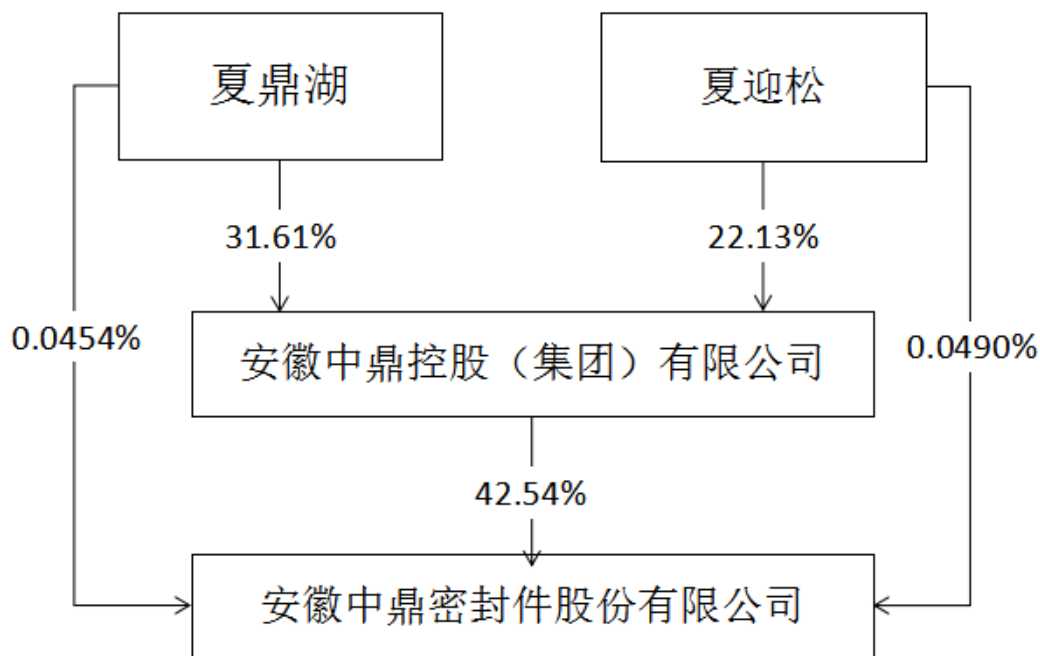 夏鼎湖
夏迎松
31.61%
22.13%
0.0454%
安徽中鼎控股（集团）有限公司
0.0490%
42.54%
安徽中鼎密封件股份有限公司